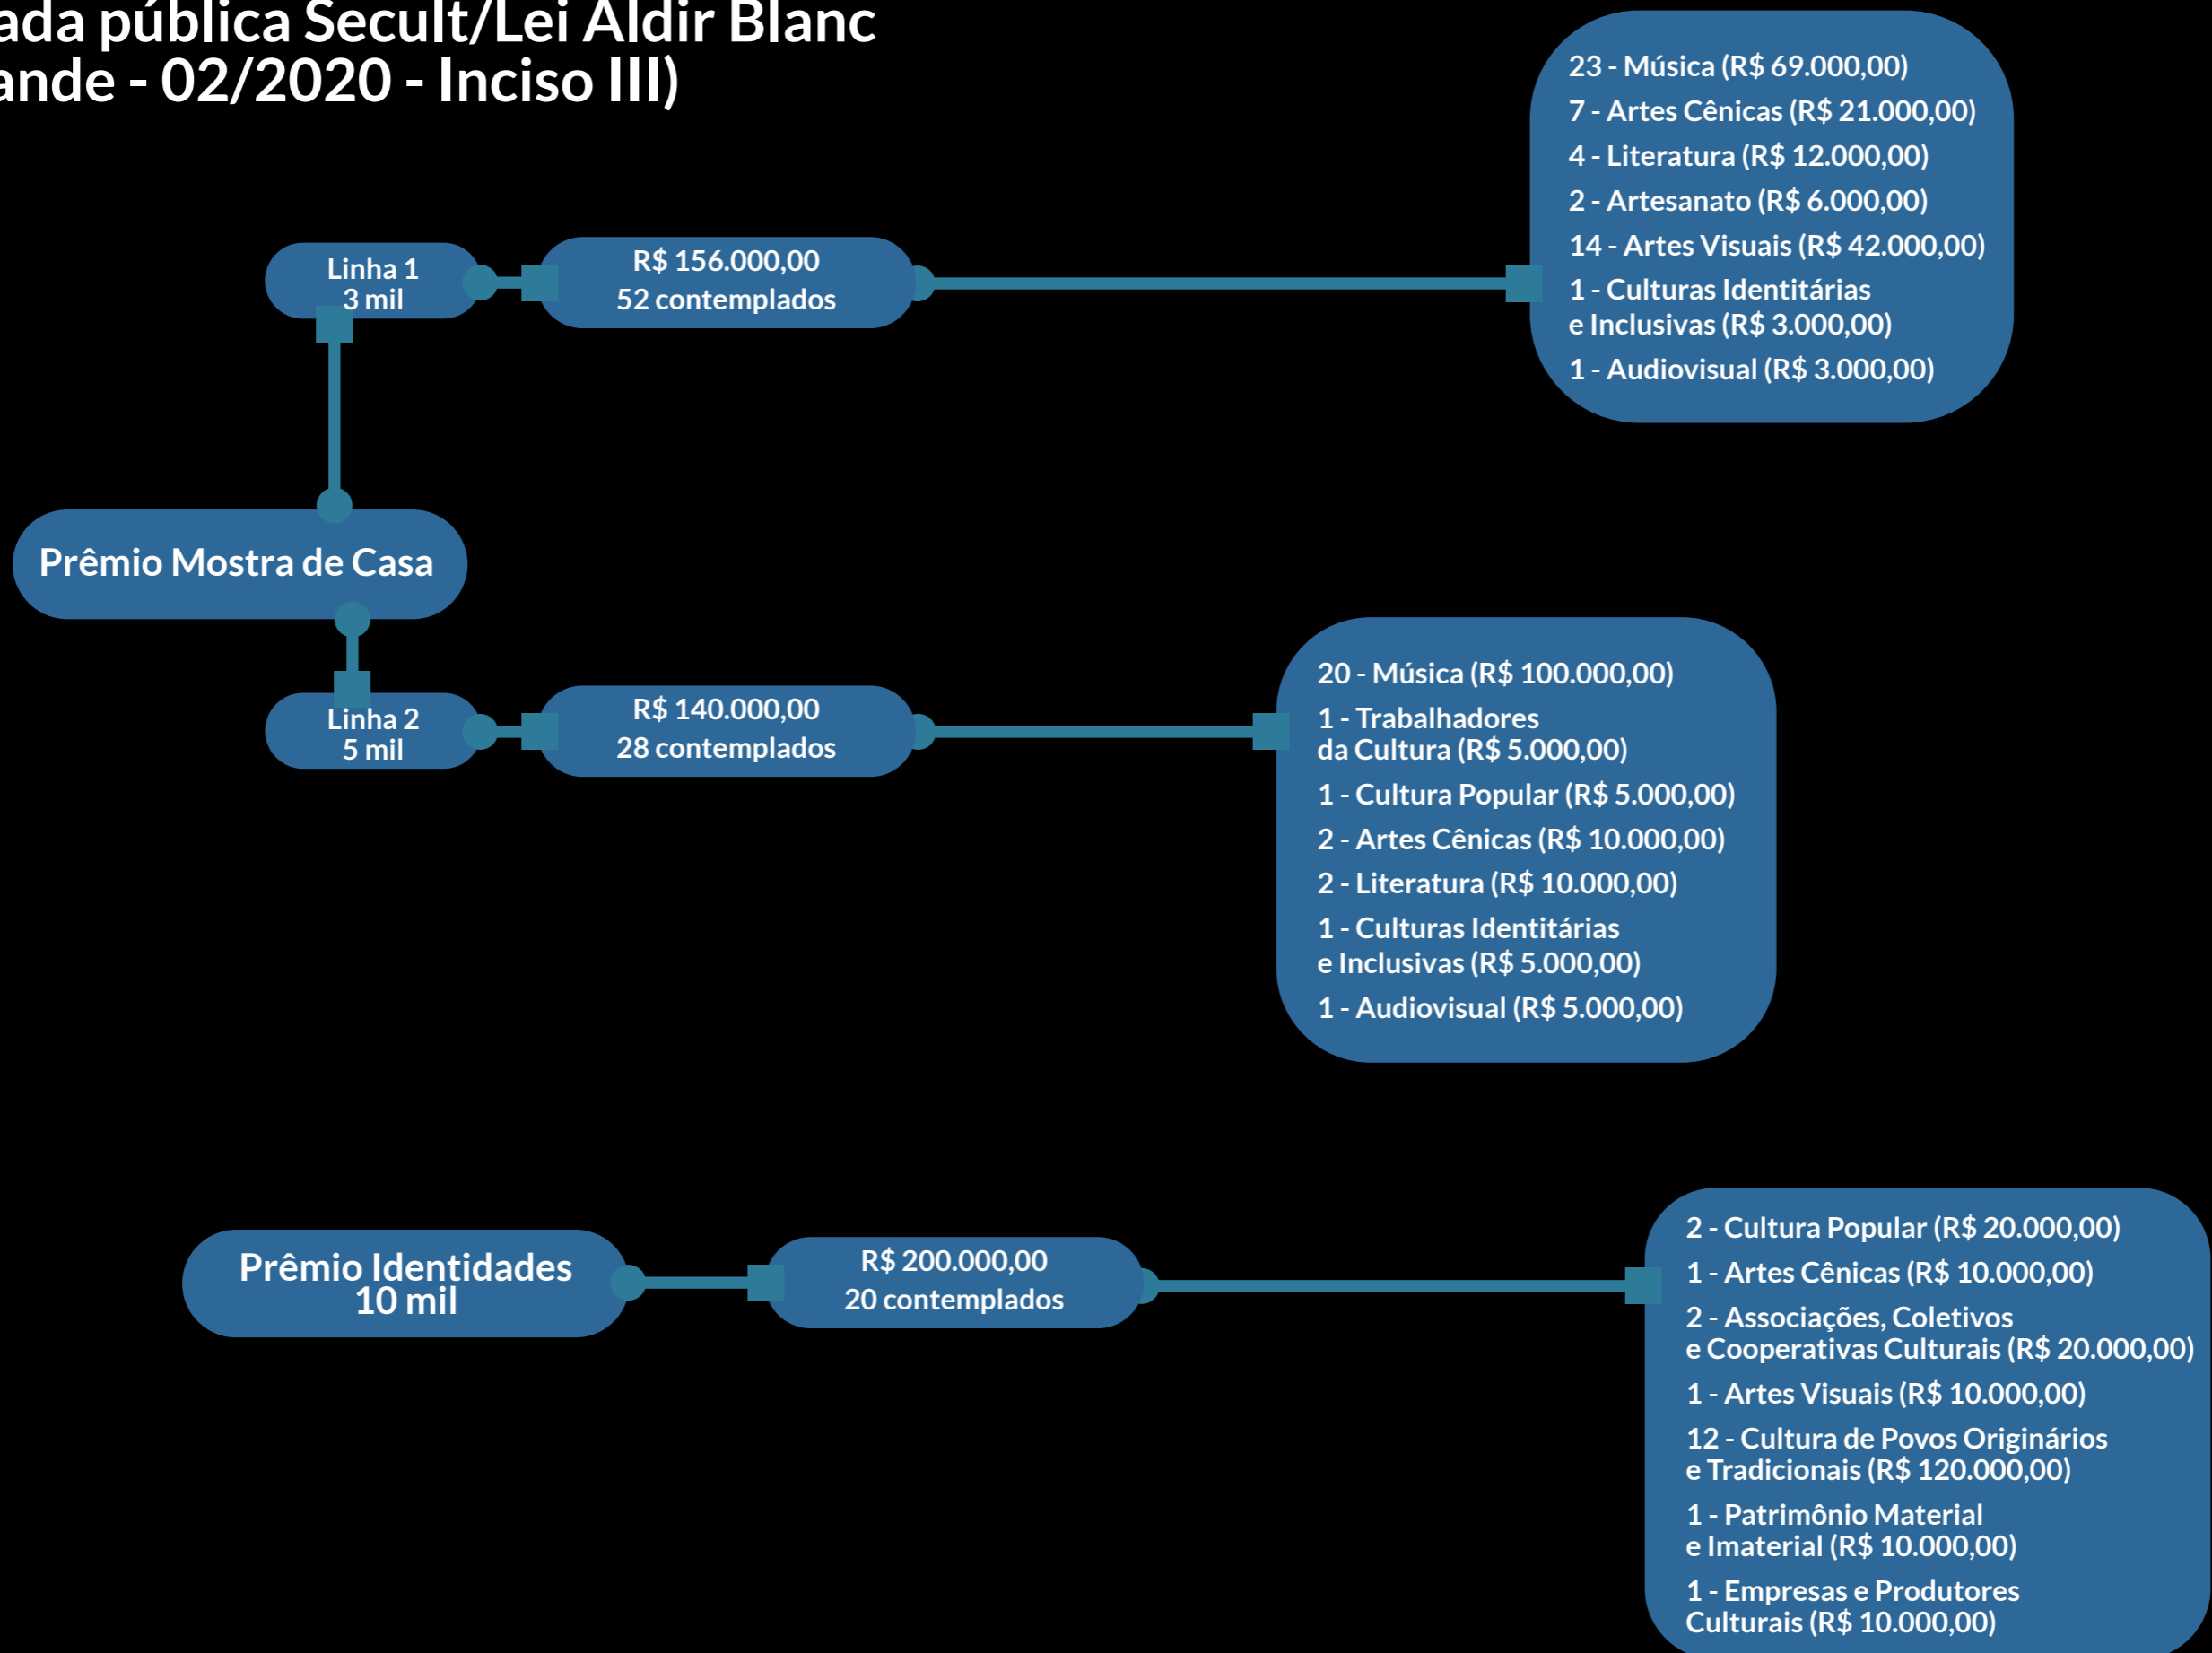 ada pública Secult/Lei Aldir Blanc
ande - 02/2020 - Inciso III)
23 - Música (R$ 69.000,00)
7 - Artes Cênicas (R$ 21.000,00)
4 - Literatura (R$ 12.000,00)
2 - Artesanato (R$ 6.000,00)
14 - Artes Visuais (R$ 42.000,00)
1 - Culturas Identitárias
e Inclusivas (R$ 3.000,00)
1 - Audiovisual (R$ 3.000,00)
Linha 1
3 mil
R$ 156.000,00
52 contemplados
Prêmio Mostra de Casa
Linha 2
5 mil
R$ 140.000,00
28 contemplados
20 - Música (R$ 100.000,00)
1 - Trabalhadores
da Cultura (R$ 5.000,00)
1 - Cultura Popular (R$ 5.000,00)
2 - Artes Cênicas (R$ 10.000,00)
2 - Literatura (R$ 10.000,00)
1 - Culturas Identitárias
e Inclusivas (R$ 5.000,00)
1 - Audiovisual (R$ 5.000,00)
Prêmio Identidades
10 mil
R$ 200.000,00
20 contemplados
2 - Cultura Popular (R$ 20.000,00)
1 - Artes Cênicas (R$ 10.000,00)
2 - Associações, Coletivos
e Cooperativas Culturais (R$ 20.000,00)
1 - Artes Visuais (R$ 10.000,00)
12 - Cultura de Povos Originários
e Tradicionais (R$ 120.000,00)
1 - Patrimônio Material
e Imaterial (R$ 10.000,00)
1 - Empresas e Produtores
Culturais (R$ 10.000,00)